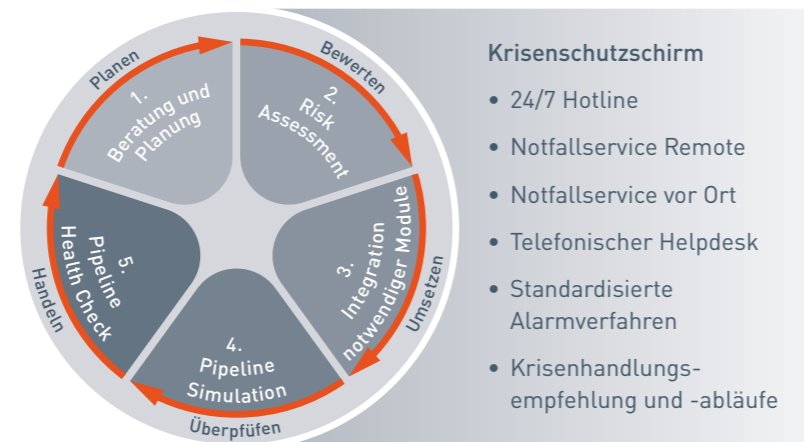 Planen
1.
Beratung und
Planung
Bewerten
2.
Risk
Assessment
Umsetzen
3.
Integration
notwendiger Module
Überpfüfen
4.
Pipeline
Simulation
Handeln
5.
Pipeline
Health Check
Krisenschutzschirm
• 24/7 Hotline
• Notfallservice Remote
• Notfallservice vor Ort
• Telefonischer Helpdesk
• Standardisierte
Alarmverfahren
• Krisenhandlungs-
empfehlung und -abläufe